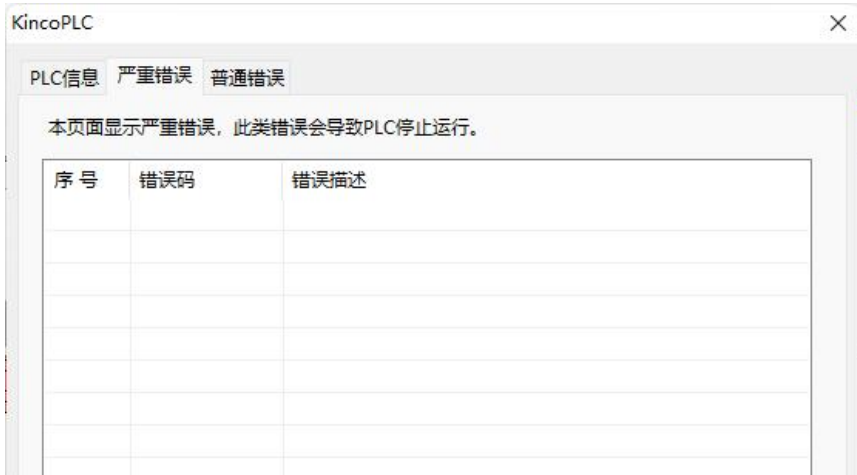 KincoPLC
PLC信息 严重错误 普通错误
本页面显示严重错误，此类错误会导致PLC停止运行。
序 号 错误码 错误描述